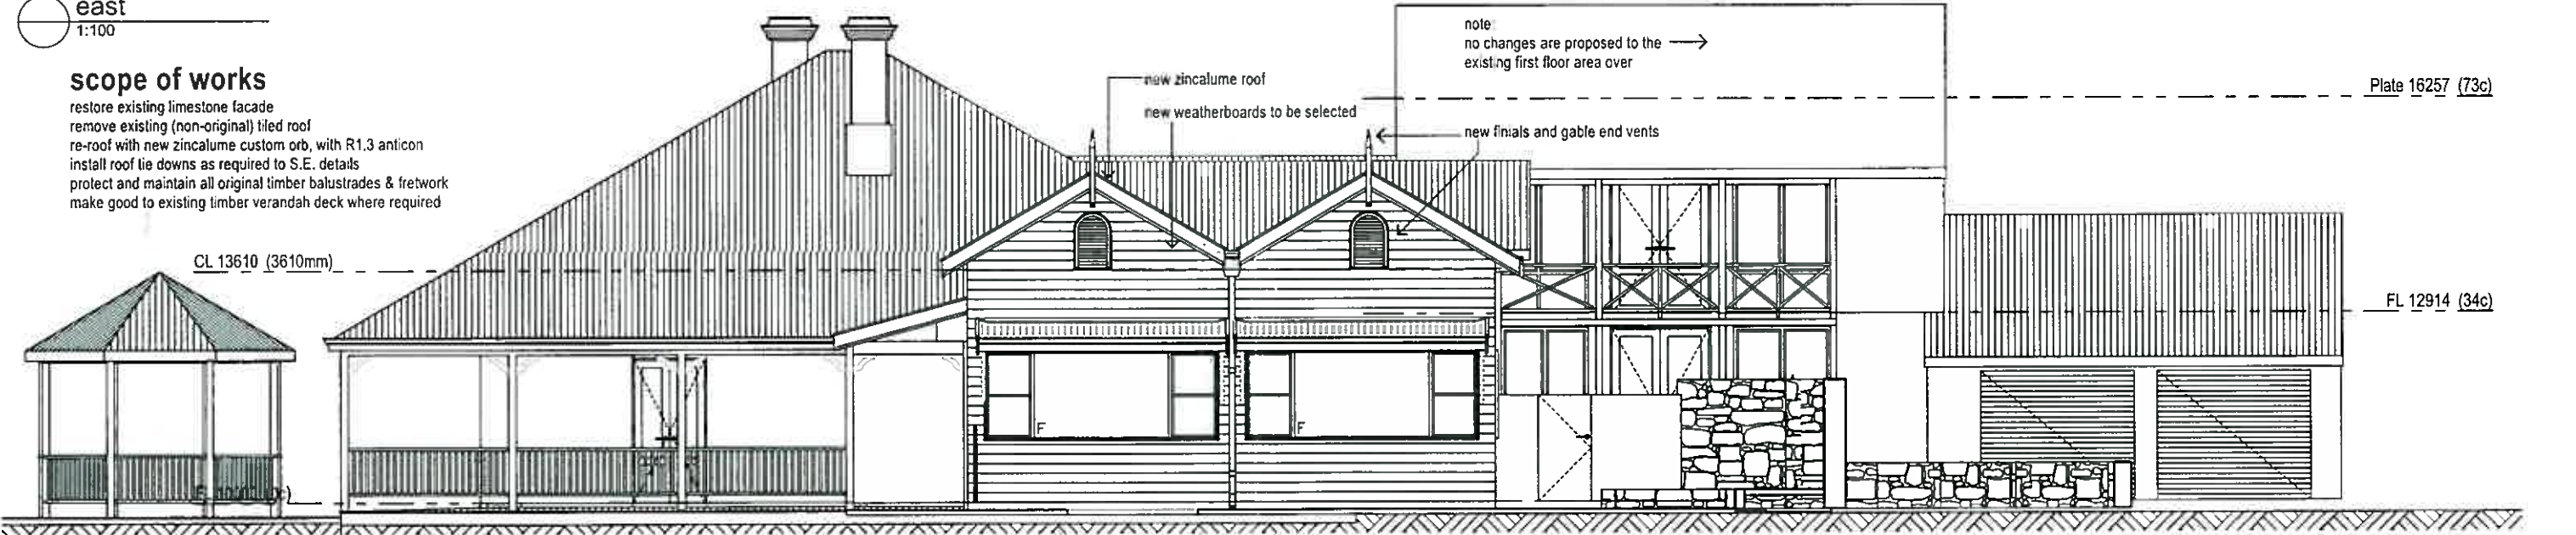 east
1:100
scope of works
restore existing limestone facade
remove existing (non-original) tiled roof
re-roof with new zincalume custom orb, with R1.3 anticon
install roof tie downs as required to S.E. details
protect and maintain all original timber balustrades & fretwork
make good to existing timber verandah deck where required
note
no changes are proposed to the
existing first floor area over
new zincalume roof
new weatherboards to be selected
new finials and gable end vents
Plate 16257 (73c)
CL 13610 (3610mm)
FL 12914 (34c)
F
F